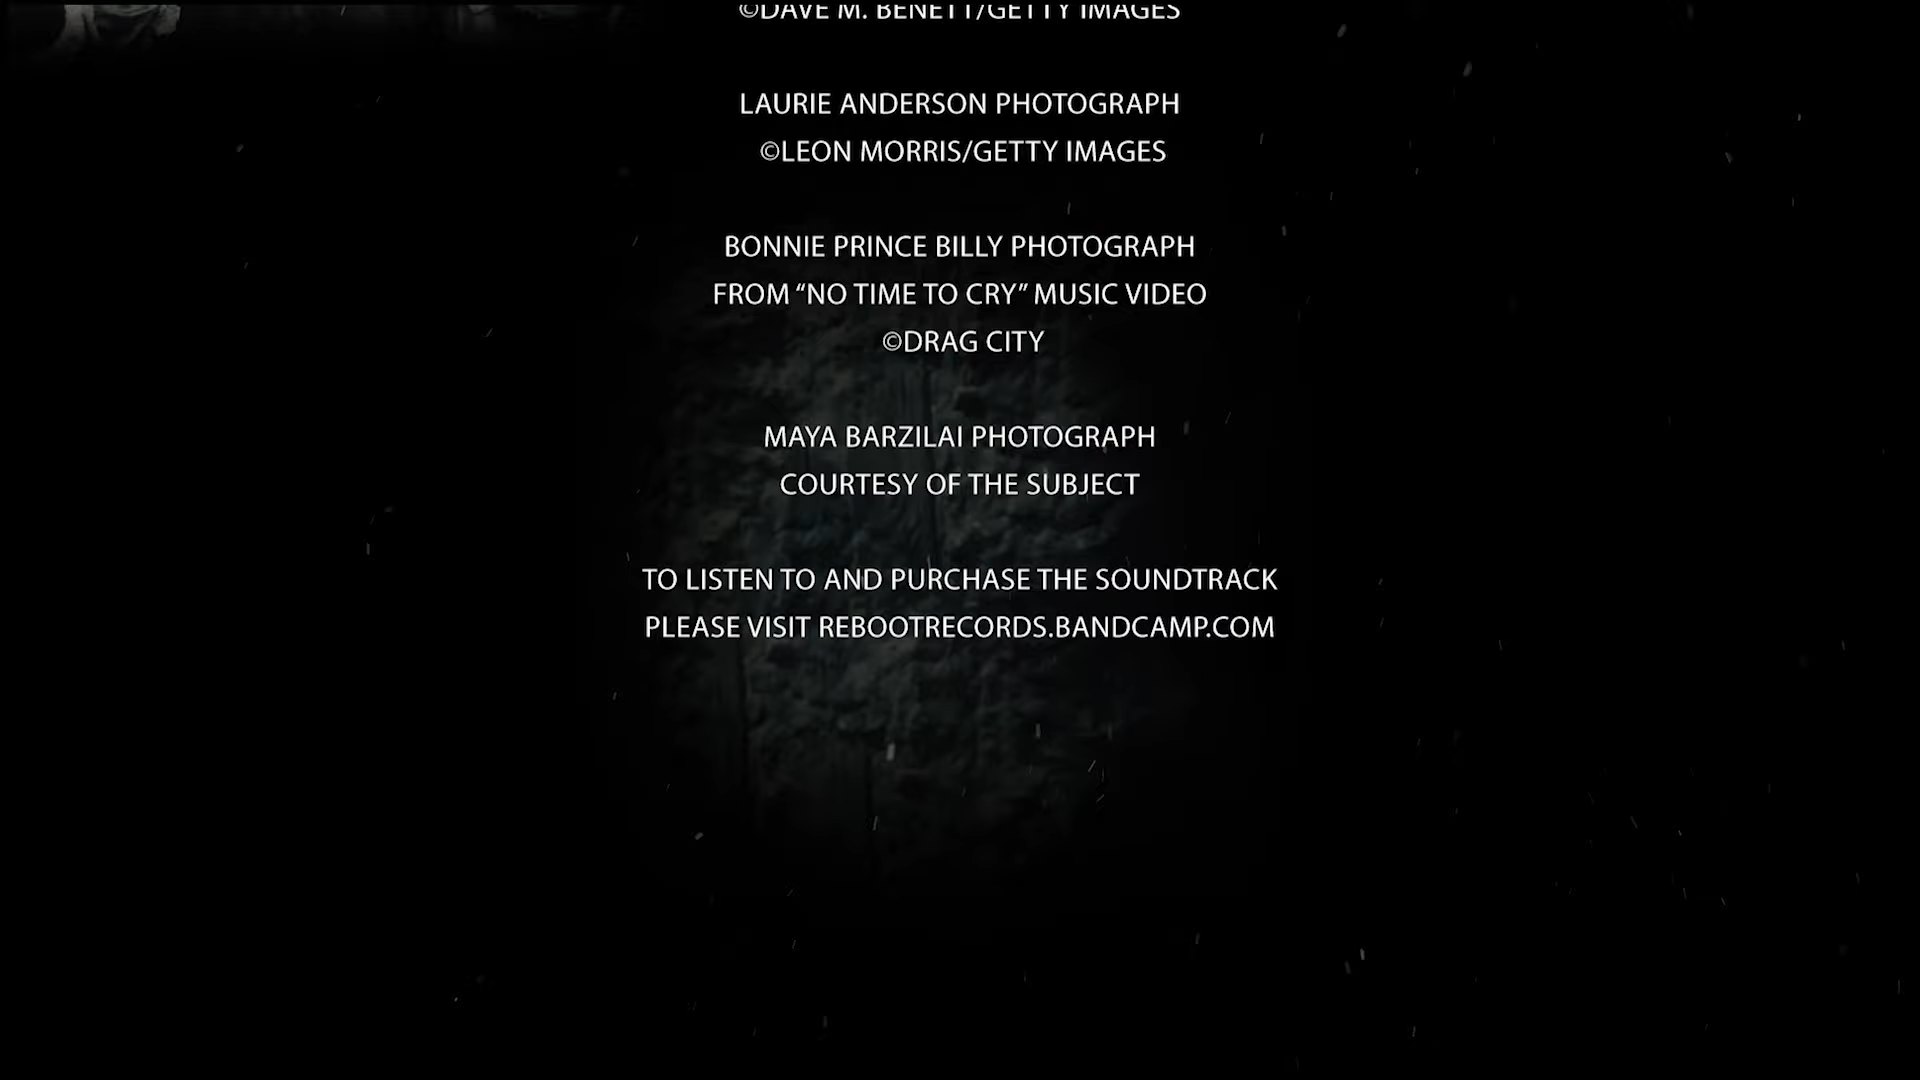 ©DAVE M. BENETT/GETTY IMAGES
LAURIE ANDERSON PHOTOGRAPH
©LEON MORRIS/GETTY IMAGES
BONNIE PRINCE BILLY PHOTOGRAPH
FROM “NO TIME TO CRY” MUSIC VIDEO
©DRAG CITY
MAYA BARZILAI PHOTOGRAPH
COURTESY OF THE SUBJECT
TO LISTEN TO AND PURCHASE THE SOUNDTRACK
PLEASE VISIT REBOOTRECORDS.BANDCAMP.COM